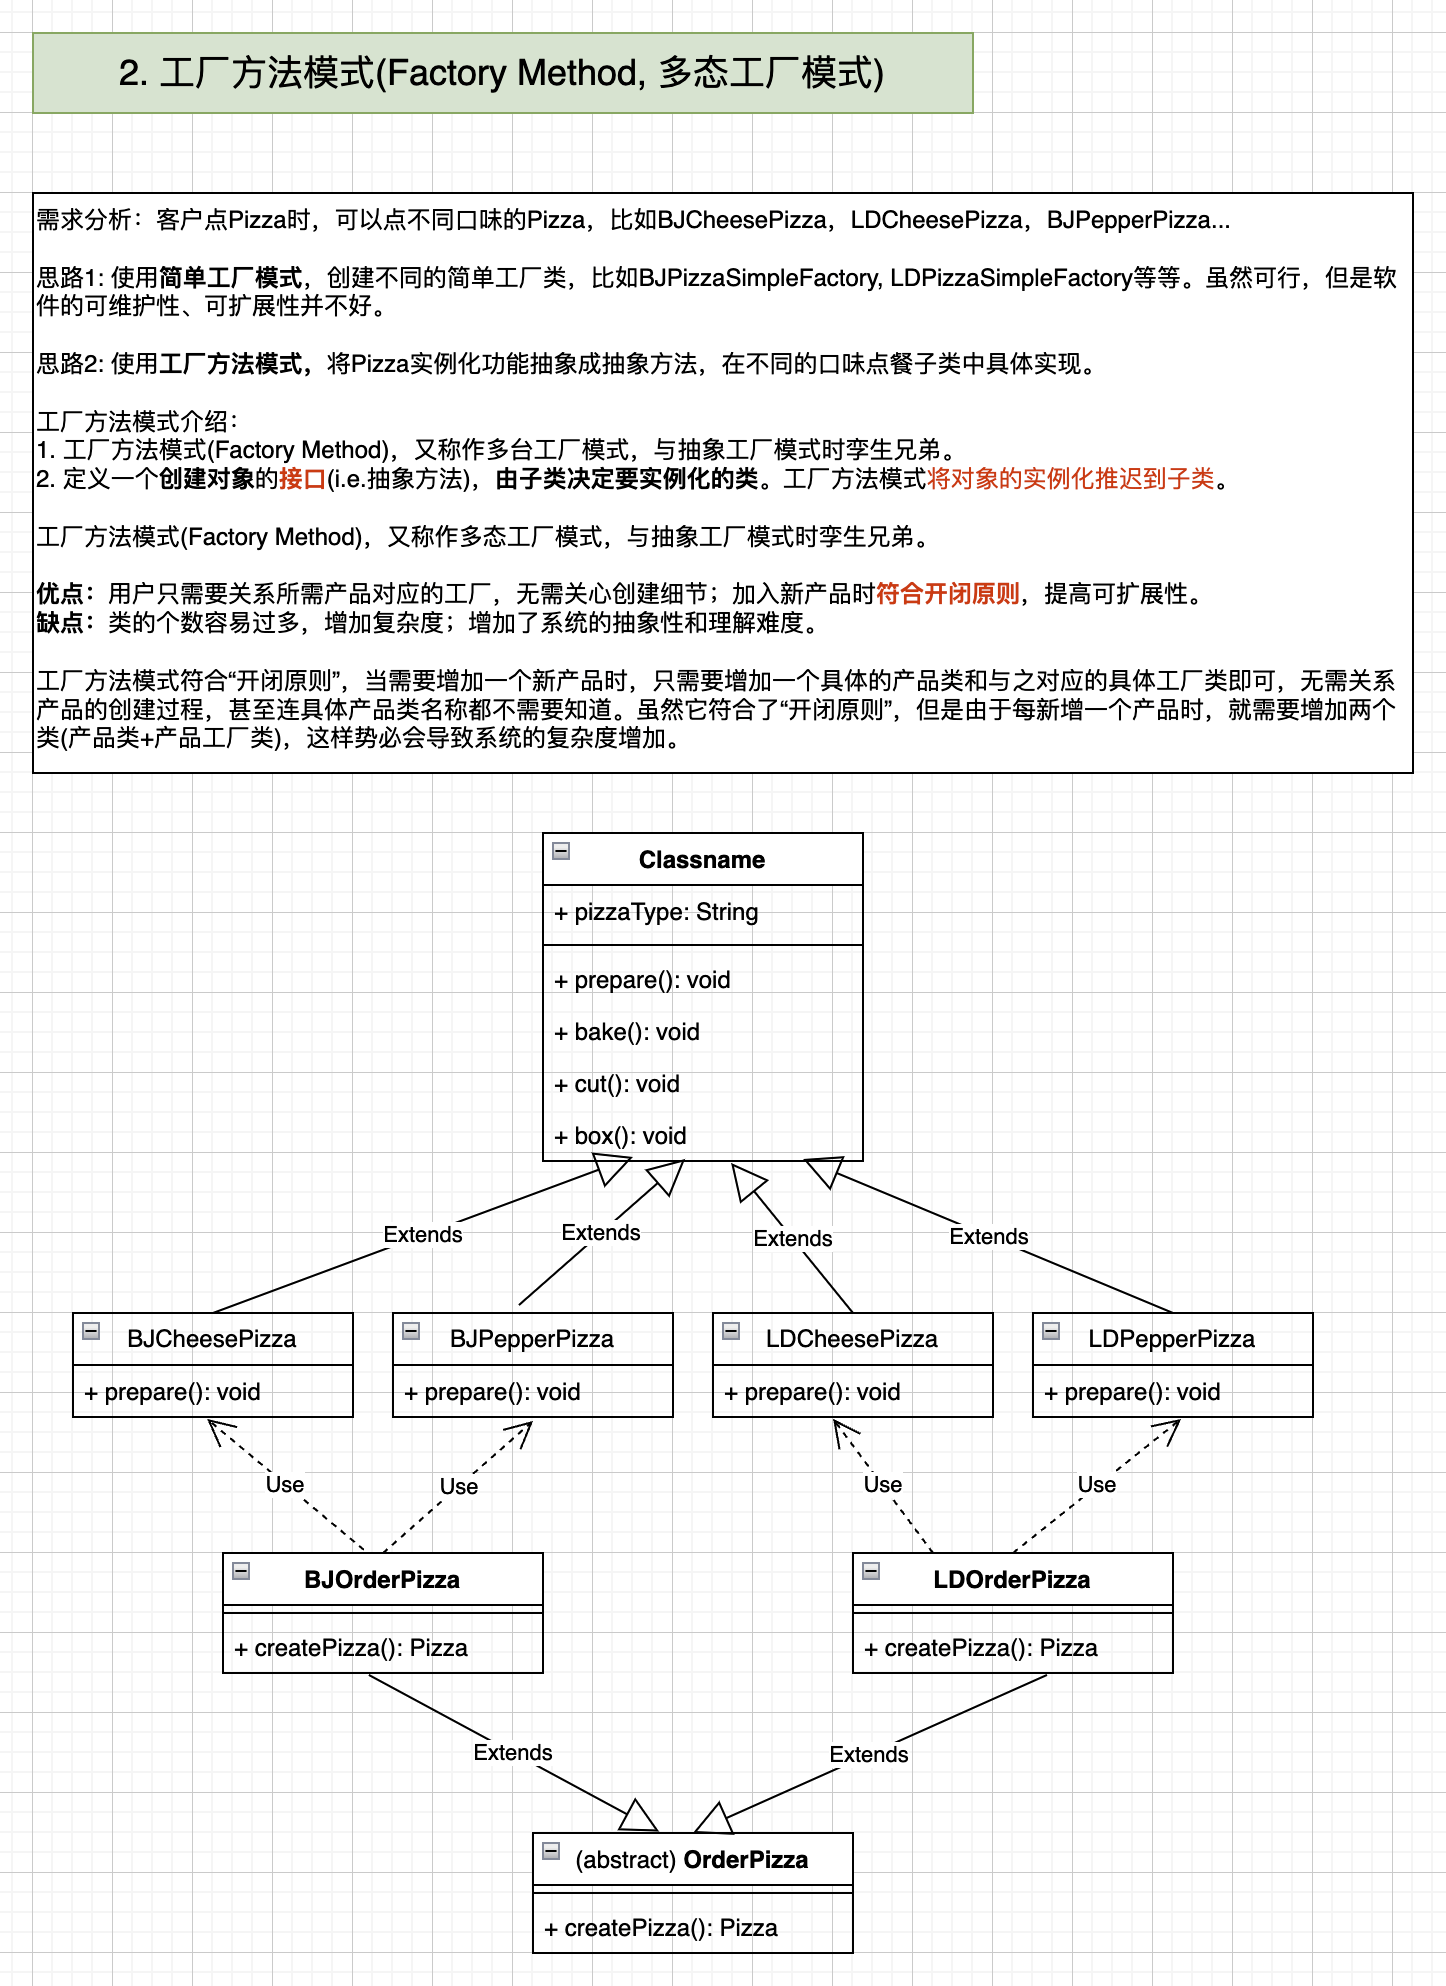 2. 工厂方法模式(Factory Method, 多态工厂模式)
需求分析：客户点Pizza时，可以点不同口味的Pizza，比如BJCheesePizza，LDCheesePizza，BJPepperPizza...
思路1: 使用简单工厂模式，创建不同的简单工厂类，比如BJPizzaSimpleFactory, LDPizzaSimpleFactory等等。虽然可行，但是软
件的可维护性、可扩展性并不好。
思路2: 使用工厂方法模式，将Pizza实例化功能抽象成抽象方法，在不同的口味点餐子类中具体实现。
工厂方法模式介绍：
1. 工厂方法模式(Factory Method)，又称作多台工厂模式，与抽象工厂模式时孪生兄弟。
2. 定义一个创建对象的接口(i.e.抽象方法)，由子类决定要实例化的类。工厂方法模式将对象的实例化推迟到子类。
工厂方法模式(Factory Method)，又称作多态工厂模式，与抽象工厂模式时孪生兄弟。
优点：用户只需要关系所需产品对应的工厂，无需关心创建细节；加入新产品时符合开闭原则，提高可扩展性。
缺点：类的个数容易过多，增加复杂度；增加了系统的抽象性和理解难度。
工厂方法模式符合“开闭原则”，当需要增加一个新产品时，只需要增加一个具体的产品类和与之对应的具体工厂类即可，无需关系
产品的创建过程，甚至连具体产品类名称都不需要知道。虽然它符合了“开闭原则”，但是由于每新增一个产品时，就需要增加两个
类(产品类+产品工厂类)，这样势必会导致系统的复杂度增加。
Classname
+ pizzaType: String
+ prepare(): void
+ bake(): void
+ cut(): void
+ box(): void
Extends
Extends
Extends
Extends
BJCheesePizza
+ prepare(): void
BJPepperPizza
+ prepare(): void
LDCheesePizza
+ prepare(): void
LDPepperPizza
+ prepare(): void
Use
Use
Use
Use
BJOrderPizza
+ createPizza(): Pizza
LDOrderPizza
+ createPizza(): Pizza
Extends
Extends
(abstract) OrderPizza
+ createPizza(): Pizza